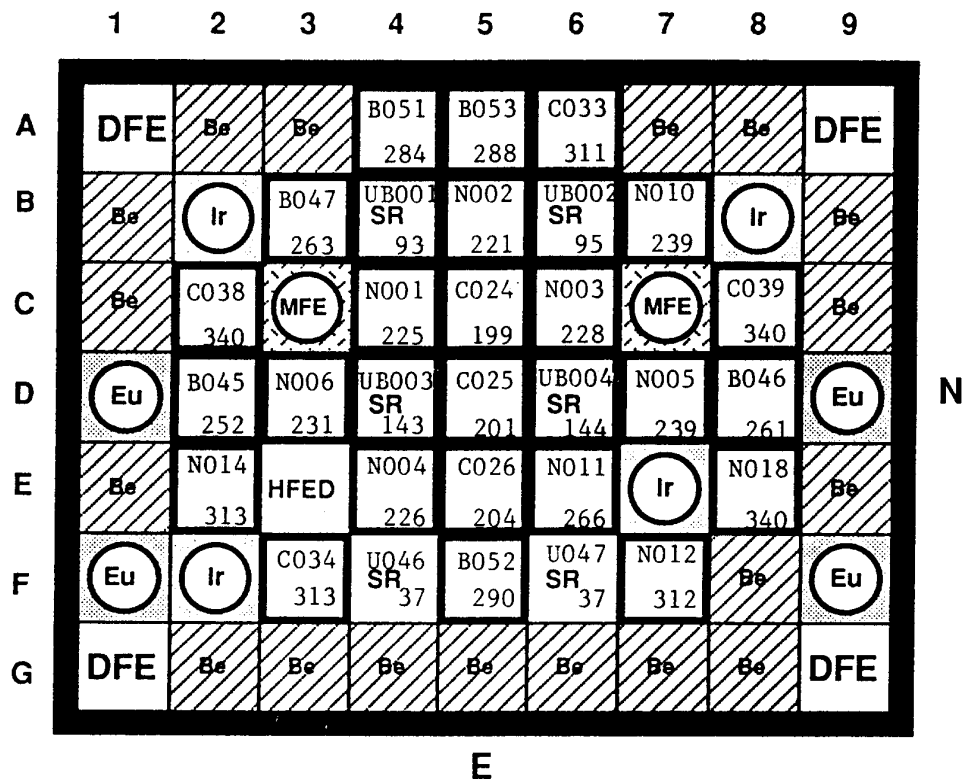 1 2 3 4 5 6 7 8 9
A DFE Be Be B051 284 B053 288 C033 311 Be Be DFE
B Be Ir B047 263 UB001 SR 93 N002 221 UB002 SR 95 N010 239 Ir Be
C Be C038 340 MFE N001 225 C024 199 N003 228 MFE C039 340 Be
D Eu B045 252 N006 231 UB003 SR 143 C025 201 UB004 SR 144 N005 239 B046 261 Eu N
E Be N014 313 HFED N004 226 C026 204 N011 266 Ir N018 340 Be
F Eu Ir C034 313 U046 SR 37 B052 290 U047 SR 37 N012 312 Be Eu
G DFE Be Be Be Be Be Be Be DFE
E